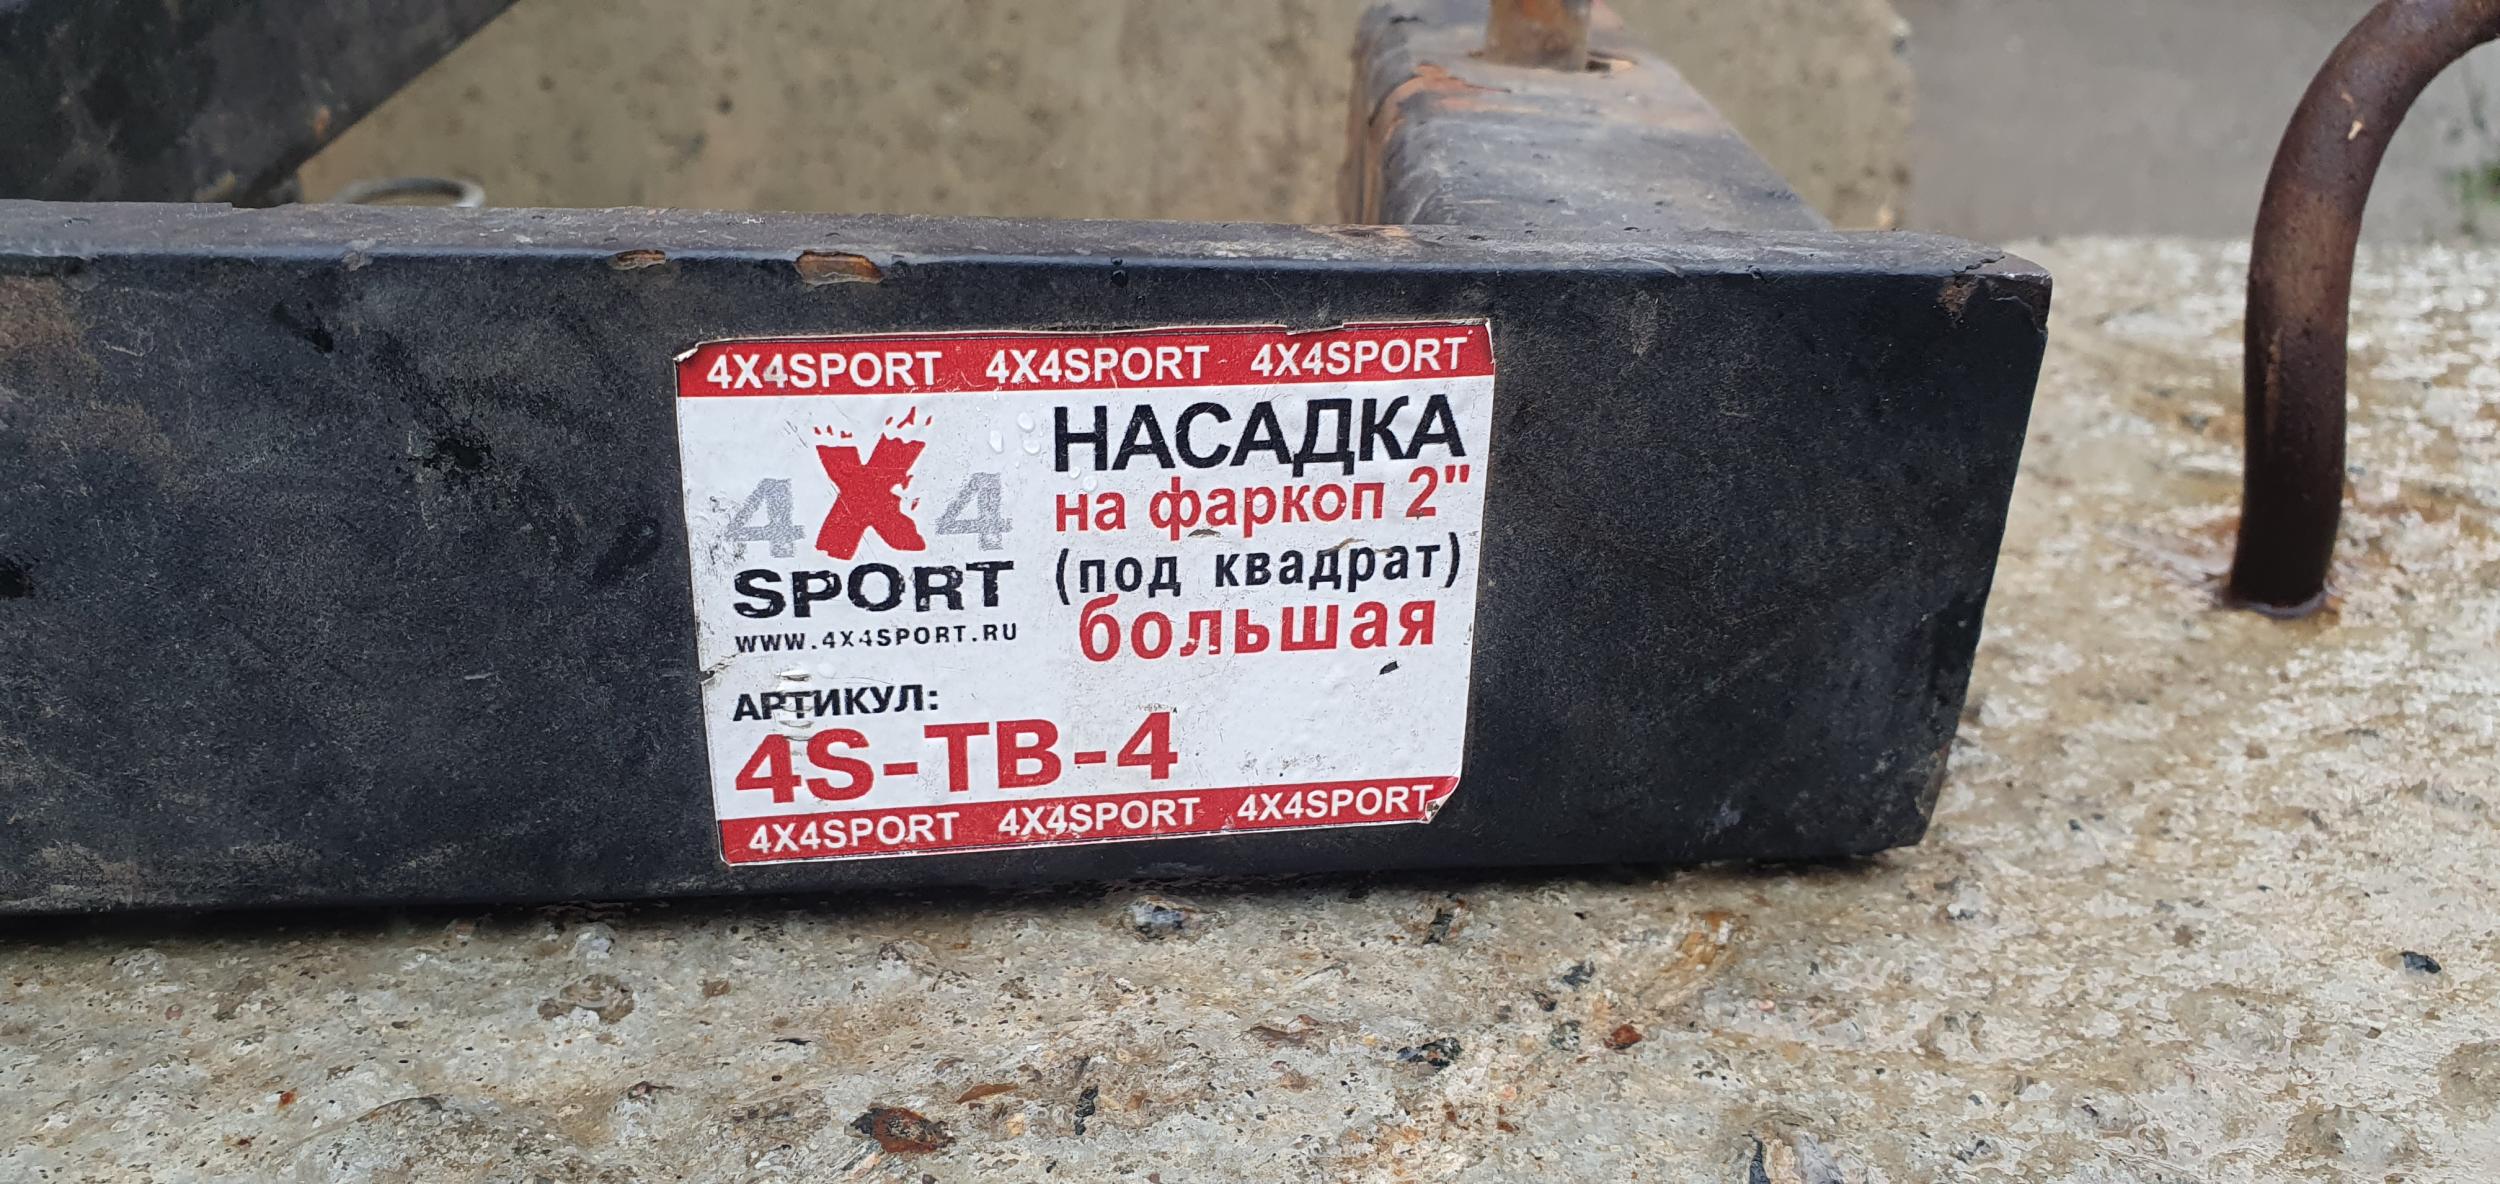 4X4SPORT 4X4SPORT 4X4SPORT
4X4
SPORT
WWW.4X4SPORT.RU
НАСАДКА
на фаркоп 2"
(под квадрат)
большая
АРТИКУЛ:
4S-TB-4
4X4SPORT 4X4SPORT 4X4SPORT